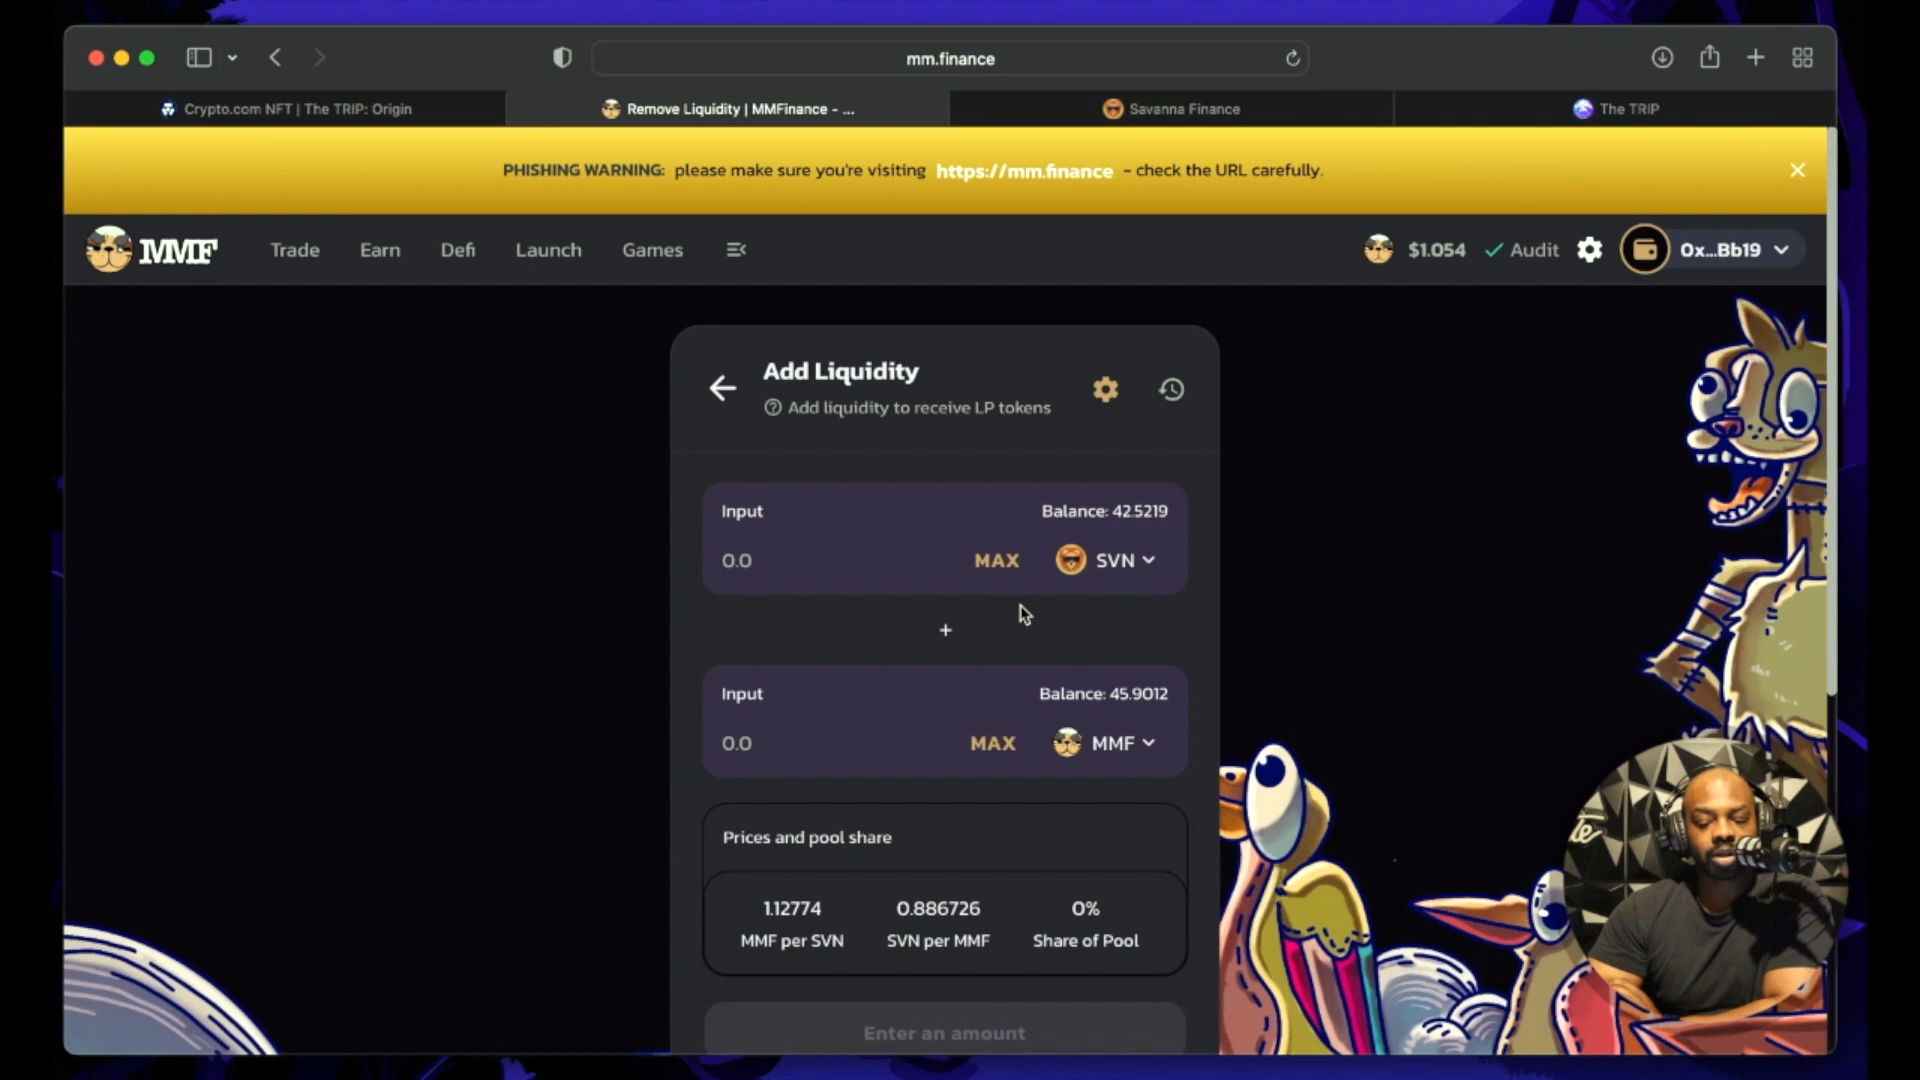 mm.finance
Crypto.com NFT | The TRIP: Origin
Remove Liquidity | MMFinance - ...
Savanna Finance
The TRIP
PHISHING WARNING: please make sure you're visiting https://mm.finance - check the URL carefully.
MMF
Trade
Earn
Defi
Launch
Games
$1.054
Audit
0x...Bb19
Add Liquidity
Add liquidity to receive LP tokens
Input
Balance: 42.5219
0.0
MAX
SVN
+
Input
Balance: 45.9012
0.0
MAX
MMF
Prices and pool share
1.12774
0.886726
0%
MMF per SVN
SVN per MMF
Share of Pool
Enter an amount